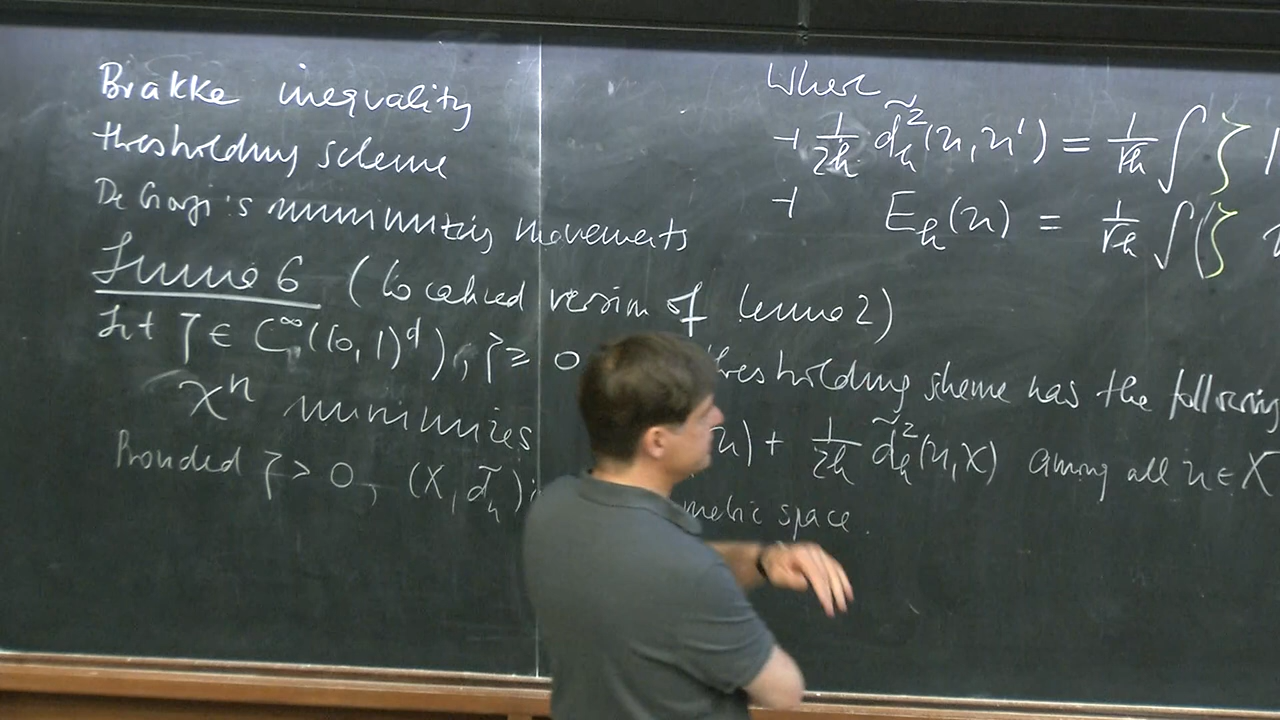 Brakke inequality
thresholding scheme
De Giorgi's minimizing movements
Lemma 6 (localized version of Lemma 2)
Let ζ ∈ C^∞((0,1)^d), ζ ≥ 0 thresholding scheme has the following
χ^n minimizes (u) + 1/2h d̃_h^2(u,χ) among all u ∈ X
Provided ζ > 0, (X, d̃_h) metric space.
Where
+ 1/2h d̃_h^2(u,u') = 1/√h ∫ ζ
+ E_h(u) = 1/√h ∫ (ζ